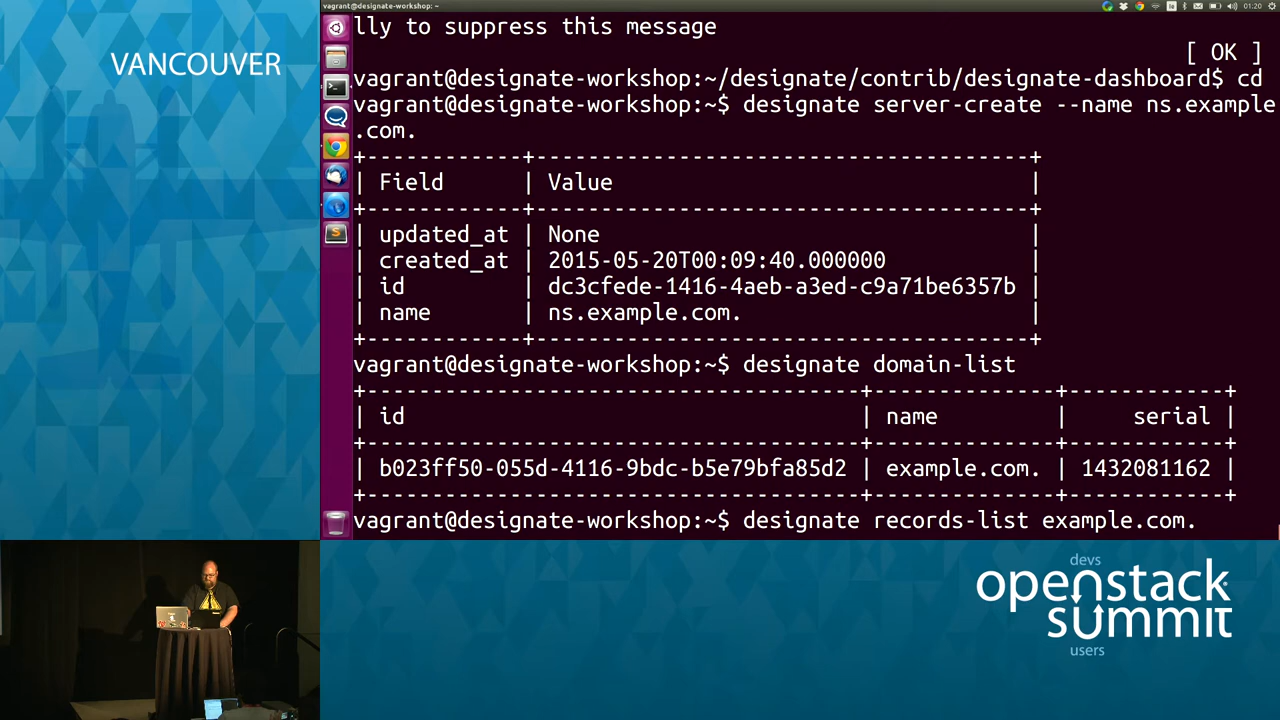 VANCOUVER
vagrant@designate-workshop: ~
01:20
lly to suppress this message
[ OK ]
vagrant@designate-workshop:~/designate/contrib/designate-dashboard$ cd
vagrant@designate-workshop:~$ designate server-create --name ns.example
.com.
+------------+--------------------------------------+
| Field | Value |
+------------+--------------------------------------+
| updated_at | None |
| created_at | 2015-05-20T00:09:40.000000 |
| id | dc3cfede-1416-4aeb-a3ed-c9a71be6357b |
| name | ns.example.com. |
+------------+--------------------------------------+
vagrant@designate-workshop:~$ designate domain-list
+--------------------------------------+--------------+------------+
| id | name | serial |
+--------------------------------------+--------------+------------+
| b023ff50-055d-4116-9bdc-b5e79bfa85d2 | example.com. | 1432081162 |
+--------------------------------------+--------------+------------+
vagrant@designate-workshop:~$ designate records-list example.com.
devs
openstack
summit
users